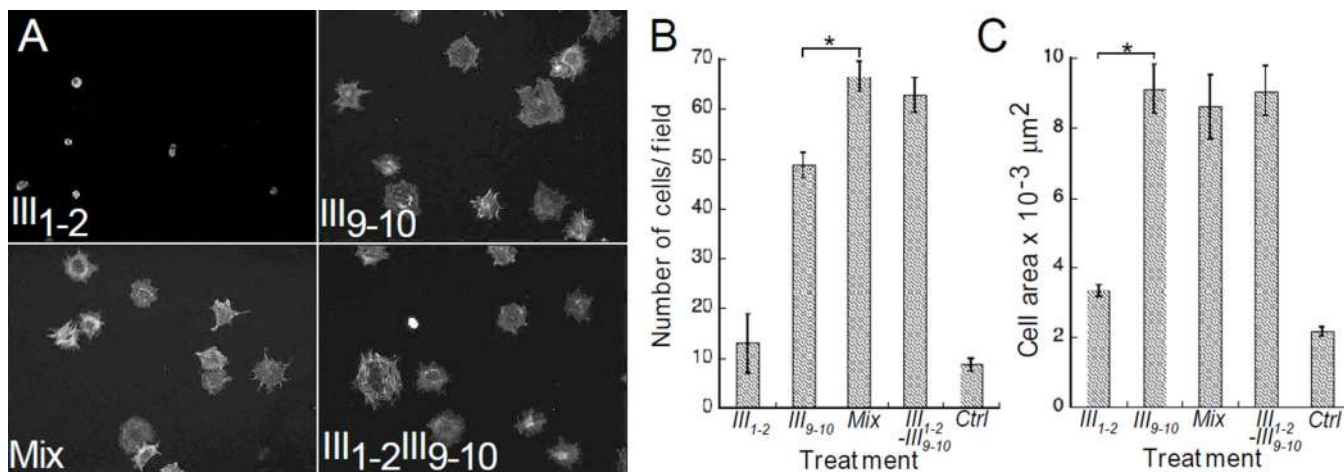 A
III1-2
III9-10
Mix
III1-2III9-10
B
*
Number of cells/ field
70
60
50
40
30
20
10
0
III1-2
III9-10
Mix
III1-2
-III9-10
Ctrl
Treatment
C
*
Cell area x 10-3 μm2
10
8
6
4
2
0
III1-2
III9-10
Mix
III1-2
-III9-10
Ctrl
Treatment